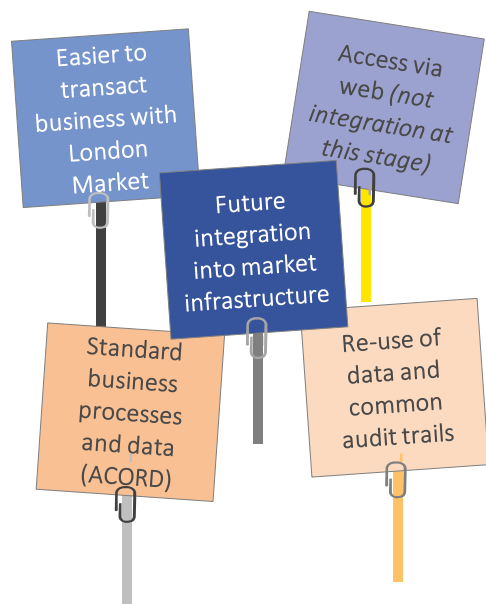 Easier to
transact
business with
London
Market
Access via
web (not
integration at
this stage)
Future
integration
into market
infrastructure
Standard
business
processes
and data
(ACORD)
Re-use of
data and
common
audit trails